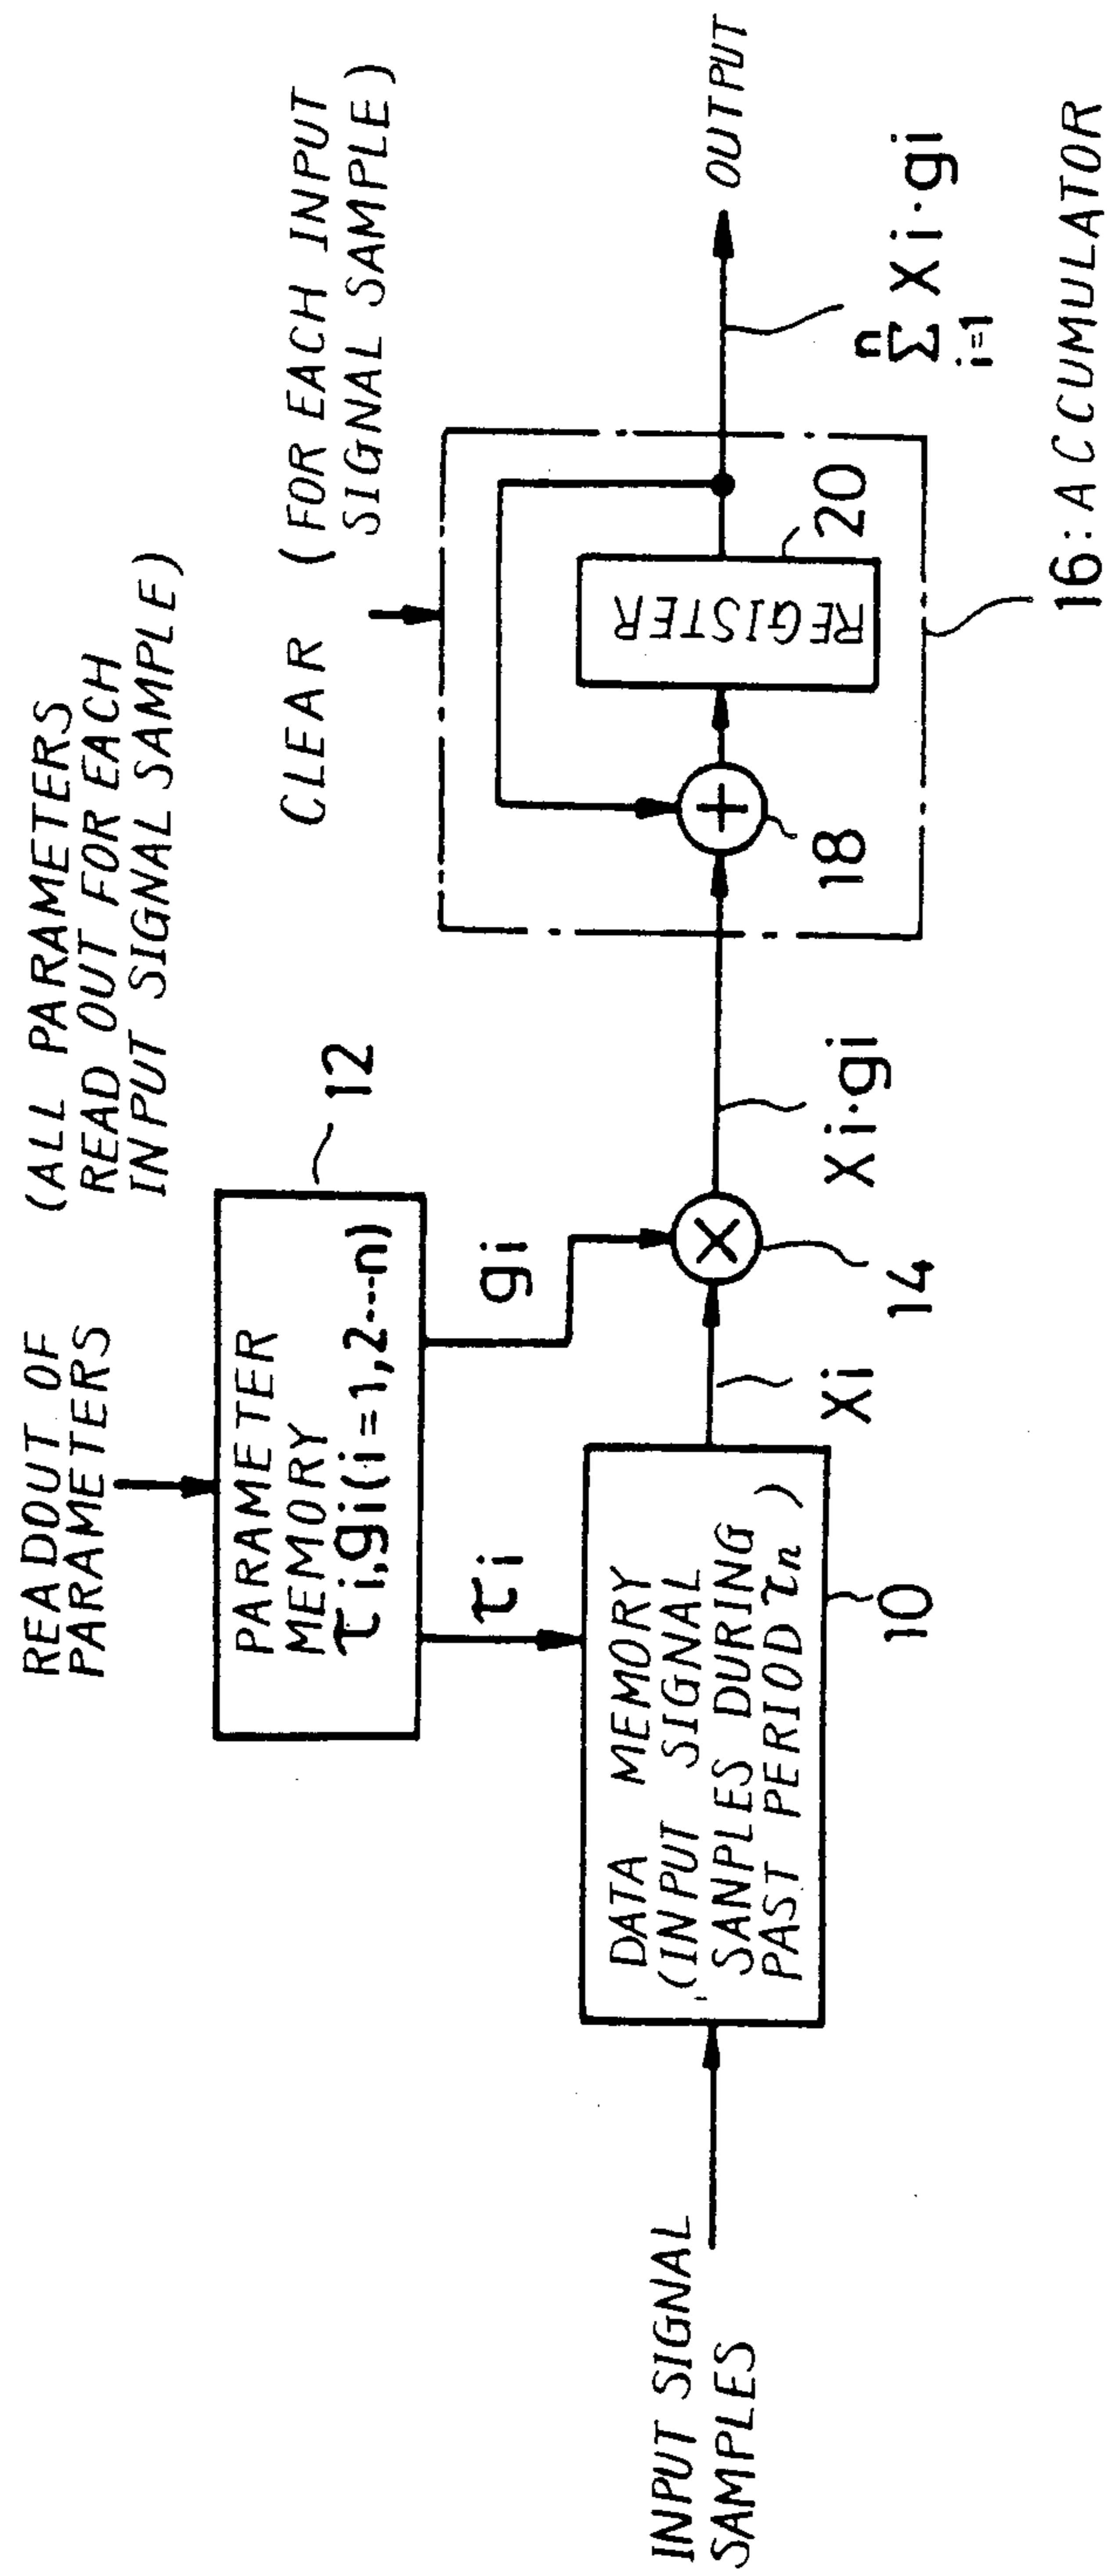 READOUT OF
PARAMETERS
(ALL PARAMETERS
READ OUT FOR EACH
INPUT SIGNAL SAMPLE)
12
PARAMETER
MEMORY
τi,gi(i=1,2---n)
τi
gi
CLEAR (FOR EACH INPUT
SIGNAL SAMPLE)
INPUT SIGNAL
SAMPLES
DATA MEMORY
(INPUT SIGNAL
SANPLES DURING
PAST PERIOD τn)
10
Xi
14
Xi·gi
18
REGISTER
20
OUTPUT
n
Σ Xi·gi
i=1
16:ACCUMULATOR